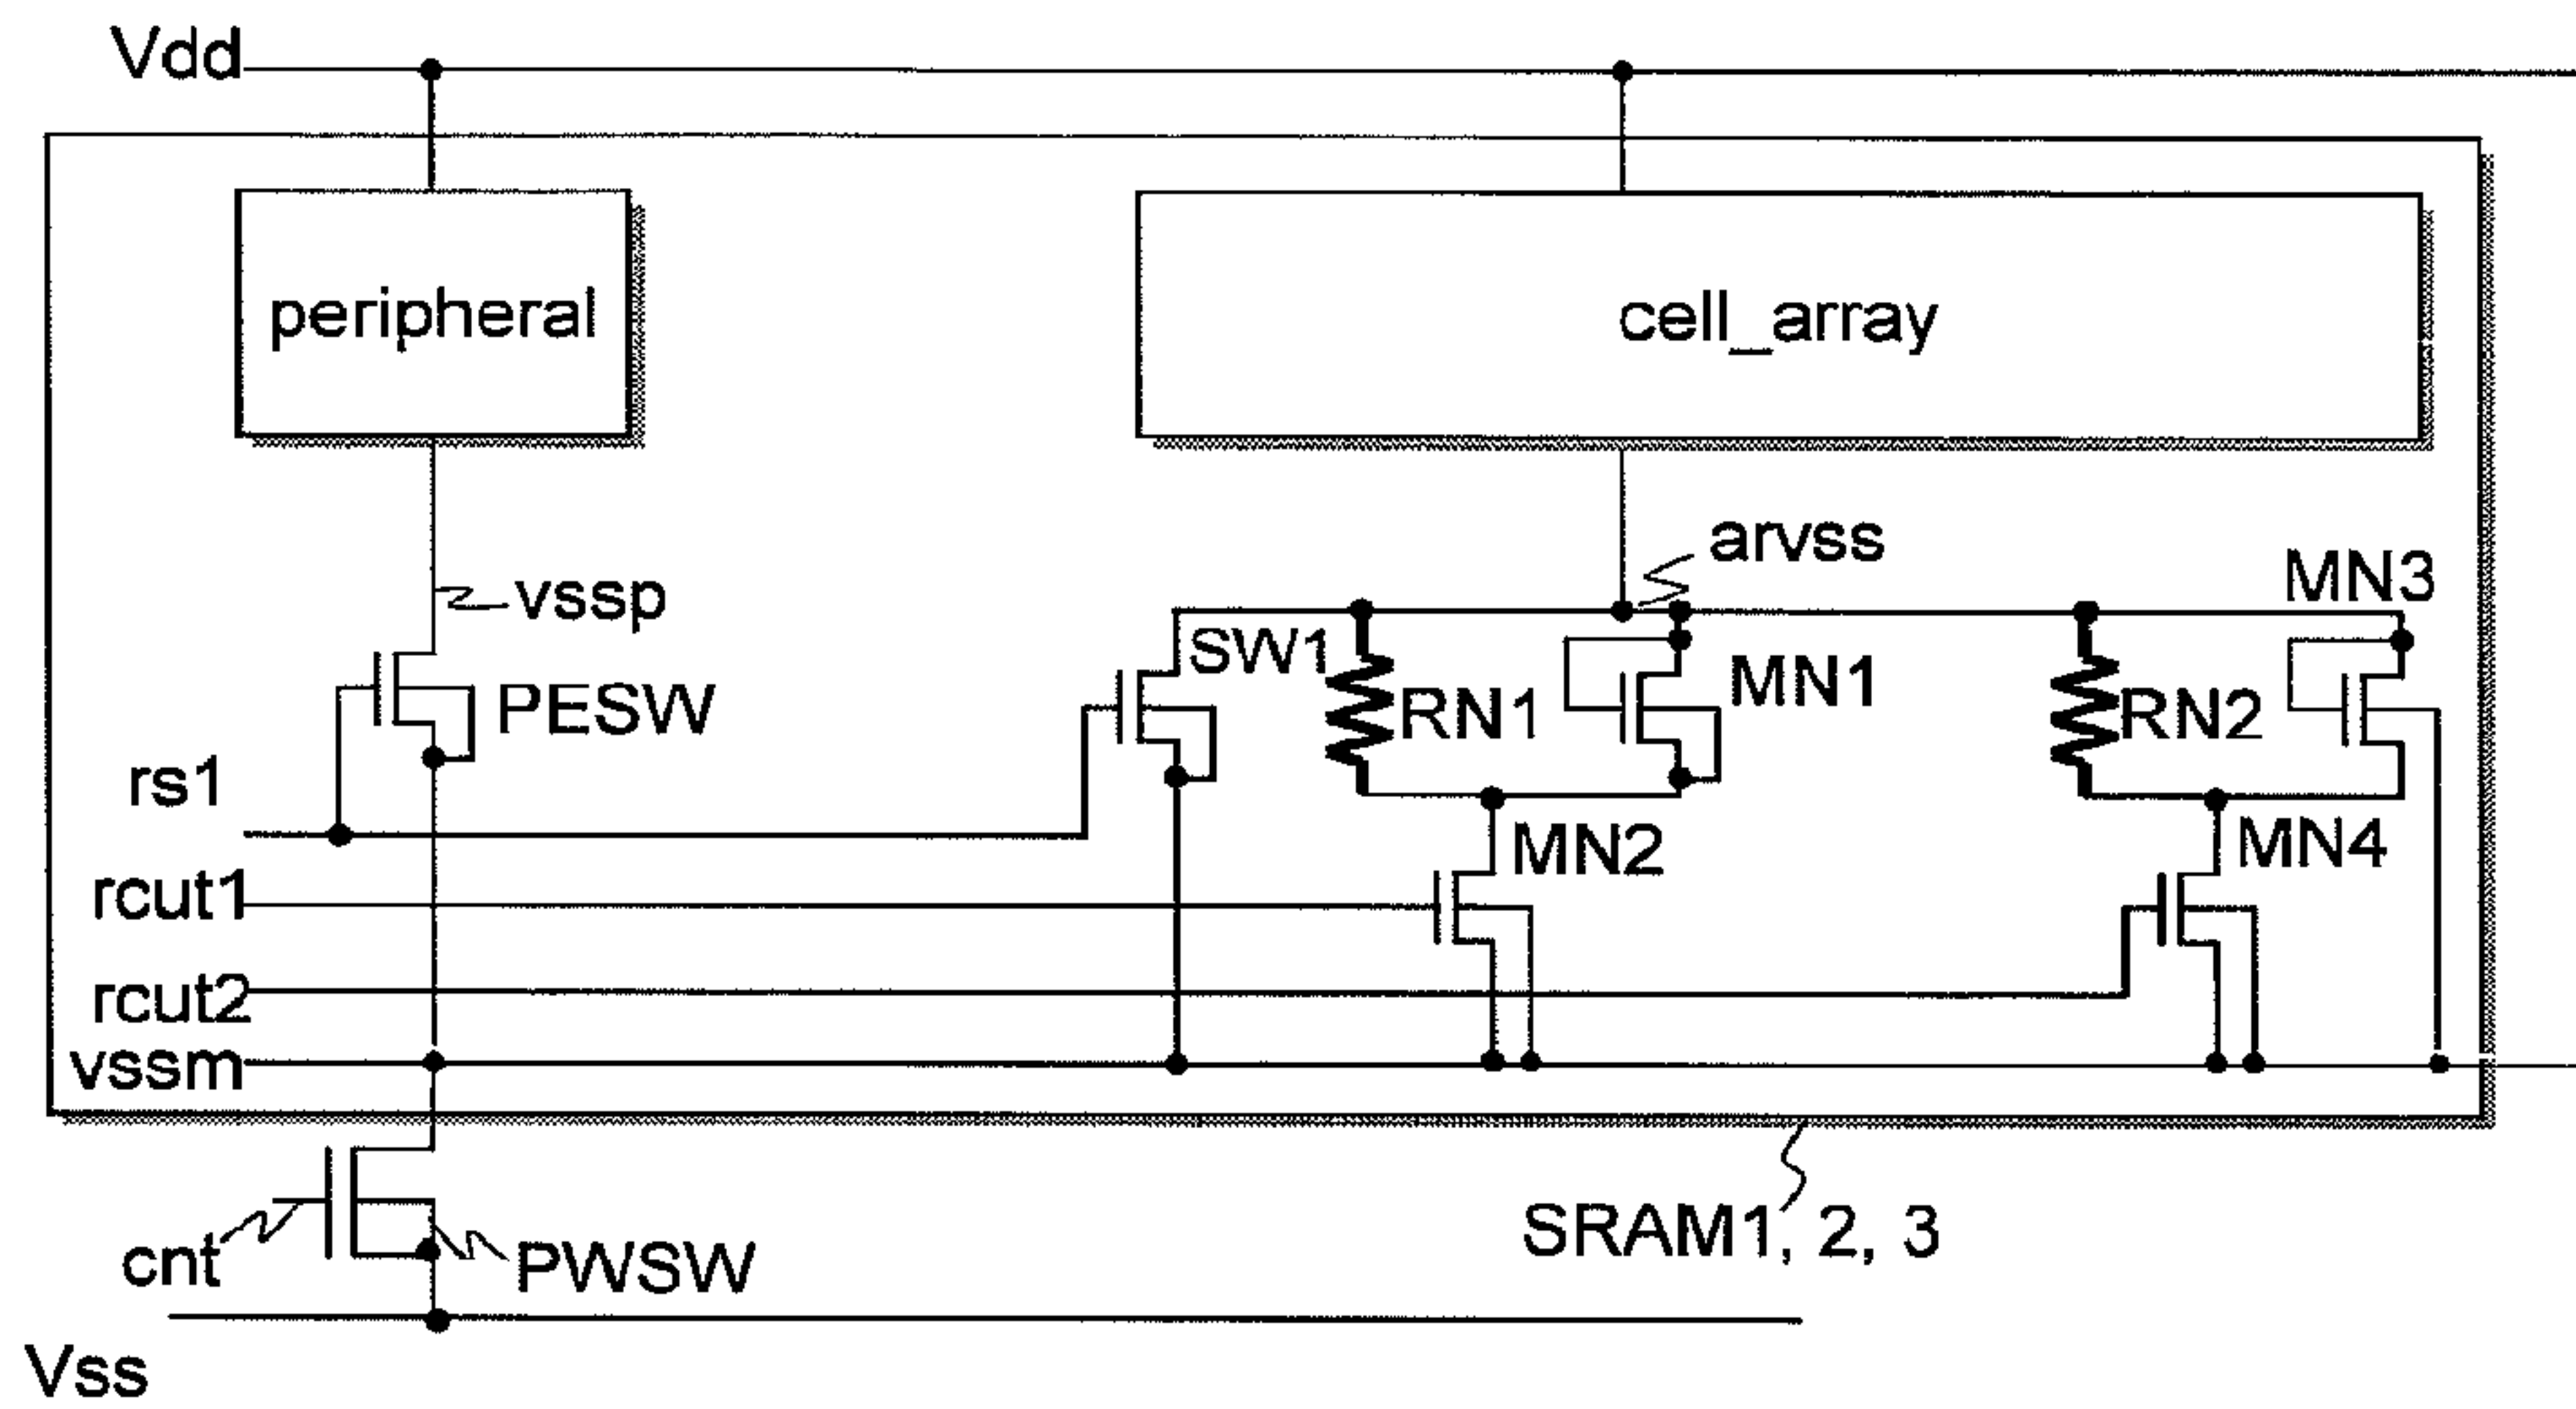 Vdd
peripheral
cell_array
arvss
MN3
vssp
SW1
PESW
RN1
MN1
RN2
rs1
MN2
MN4
rcut1
rcut2
vssm
SRAM1, 2, 3
cnt
PWSW
Vss